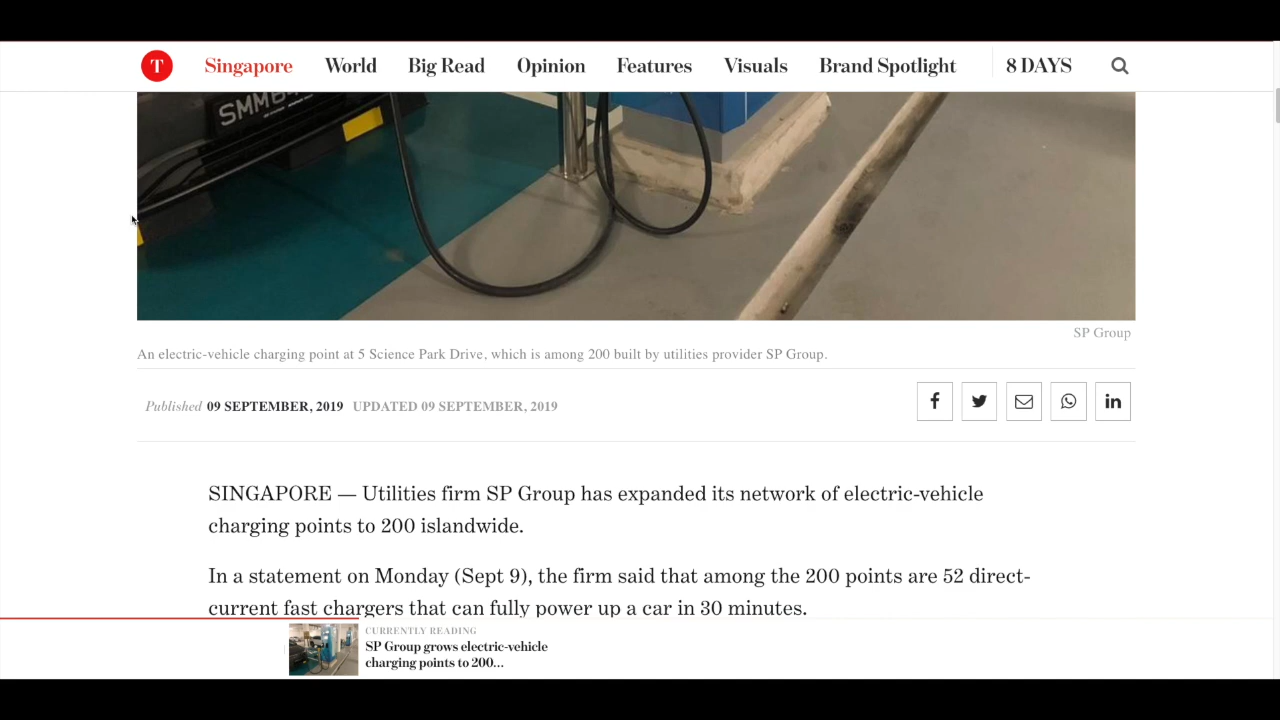 T Singapore World Big Read Opinion Features Visuals Brand Spotlight 8 DAYS
SP Group
An electric-vehicle charging point at 5 Science Park Drive, which is among 200 built by utilities provider SP Group.
Published 09 SEPTEMBER, 2019 UPDATED 09 SEPTEMBER, 2019
SINGAPORE — Utilities firm SP Group has expanded its network of electric-vehicle
charging points to 200 islandwide.
In a statement on Monday (Sept 9), the firm said that among the 200 points are 52 direct-
current fast chargers that can fully power up a car in 30 minutes.
CURRENTLY READING
SP Group grows electric-vehicle
charging points to 200...